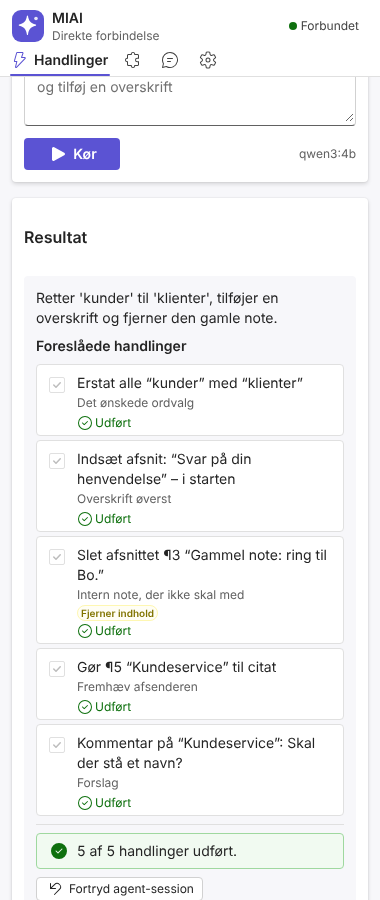 MIAI
Direkte forbindelse
Forbundet
Handlinger
og tilføj en overskrift
Kør
qwen3:4b
Resultat
Retter 'kunder' til 'klienter', tilføjer en
overskrift og fjerner den gamle note.
Foreslåede handlinger
Erstat alle “kunder” med “klienter”
Det ønskede ordvalg
Udført
Indsæt afsnit: “Svar på din
henvendelse” – i starten
Overskrift øverst
Udført
Slet afsnittet ¶3 “Gammel note: ring til
Bo.”
Intern note, der ikke skal med
Fjerner indhold
Udført
Gør ¶5 “Kundeservice” til citat
Fremhæv afsenderen
Udført
Kommentar på “Kundeservice”: Skal
der stå et navn?
Forslag
Udført
5 af 5 handlinger udført.
Fortryd agent-session